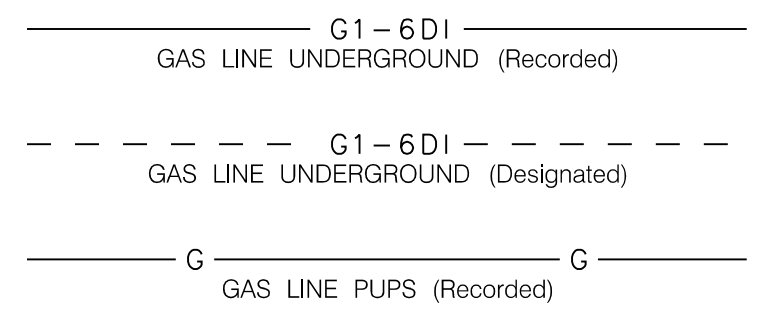 G1-6DI
GAS LINE UNDERGROUND (Recorded)
G1-6DI
GAS LINE UNDERGROUND (Designated)
G G
GAS LINE PUPS (Recorded)